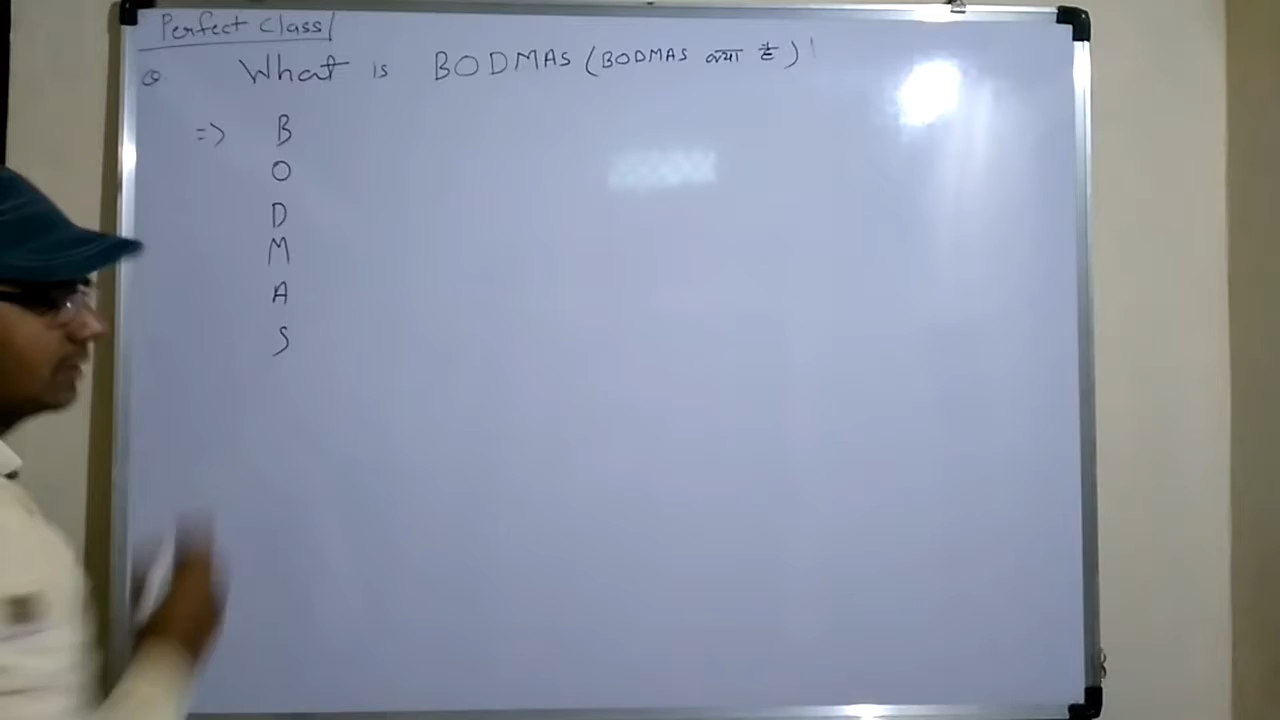 Perfect Class
Q What is BODMAS (BODMAS क्या है)
=> B
O
D
M
A
S